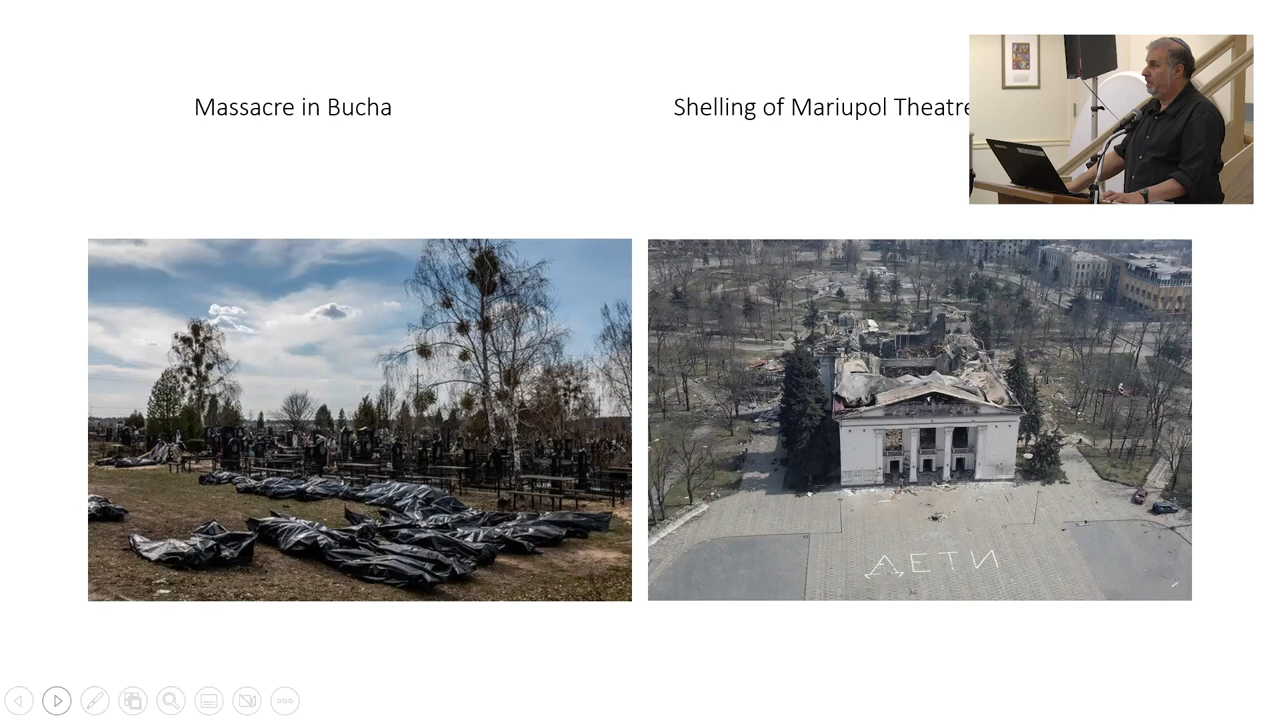 Massacre in Bucha
Shelling of Mariupol Theatre
ДЕТИ